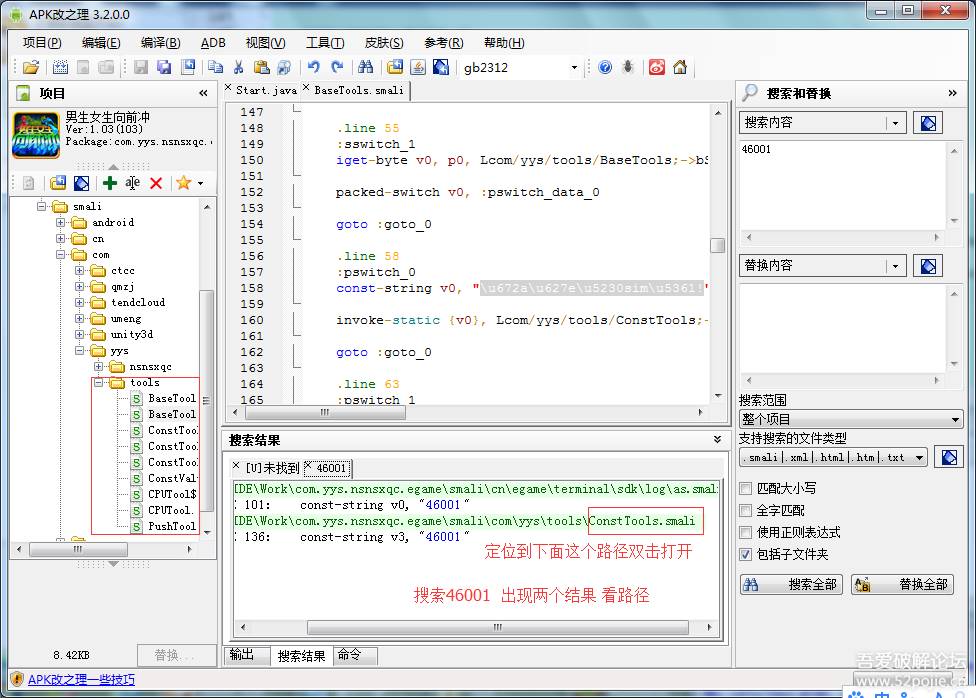 APK改之理 3.2.0.0
项目(P) 编辑(E) 编译(B) ADB 视图(V) 工具(T) 皮肤(S) 参考(R) 帮助(H)
gb2312
项目 «
男生女生向前冲
Ver:1.03(103)
Package:com.yys.nsnsxqc.
smali
android
cn
com
ctcc
qmzj
tendcloud
umeng
unity3d
yys
nsnsxqc
tools
BaseTool
BaseTool
ConstToo
ConstToo
ConstToo
ConstVal
CPUTool$
CPUTool.
PushTool
8.42KB
替换...
Start.java BaseTools.smali
147
148 .line 55
149 :sswitch_1
150 iget-byte v0, p0, Lcom/yys/tools/BaseTools;->bS
151
152 packed-switch v0, :pswitch_data_0
153
154 goto :goto_0
155
156 .line 58
157 :pswitch_0
158 const-string v0, "\u672a\u627e\u5230sim\u5361!"
159
160 invoke-static {v0}, Lcom/yys/tools/ConstTools;-
161
162 goto :goto_0
163
164 .line 63
165 :pswitch_1
搜索结果
[U]未找到 46001
[DE\Work\com.yys.nsnsxqc.egame\smali\cn\egame\terminal\sdk\log\as.smali
101: const-string v0, "46001"
[DE\Work\com.yys.nsnsxqc.egame\smali\com\yys\tools\ConstTools.smali
136: const-string v3, "46001"
定位到下面这个路径双击打开
搜索46001 出现两个结果 看路径
输出 搜索结果 命令
搜索和替换 »
搜索内容
46001
替换内容
搜索范围
整个项目
支持搜索的文件类型
.smali|.xml|.html|.htm|.txt
匹配大小写
全字匹配
使用正则表达式
包括子文件夹
搜索全部 替换全部
APK改之理一些技巧
吾爱破解论坛
www.52pojie.cn